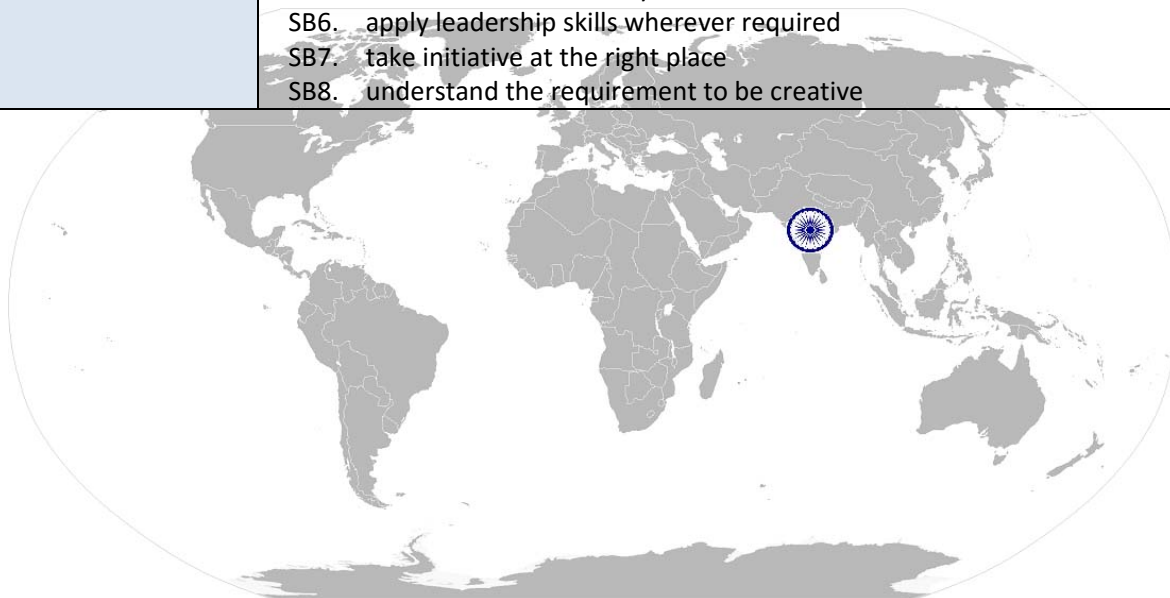 SB6. apply leadership skills wherever required
SB7. take initiative at the right place
SB8. understand the requirement to be creative